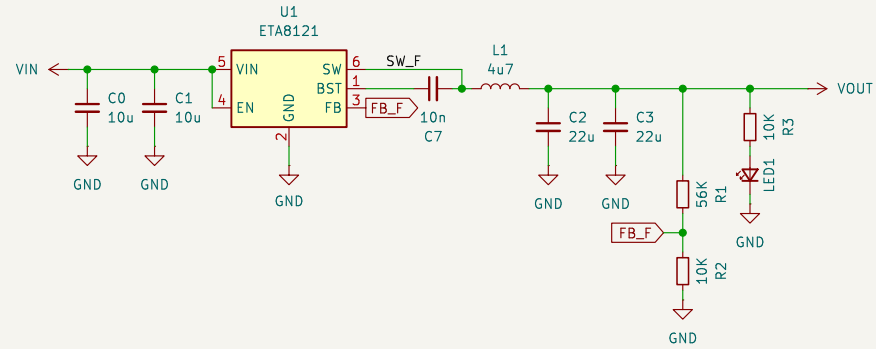 U1
ETA8121
VIN
5
VIN
4
EN
GND
2
SW
6
SW_F
BST
1
FB
3
FB_F
10n
C7
L1
4u7
VOUT
C0
10u
GND
C1
10u
GND
GND
C2
22u
GND
C3
22u
GND
56K
R1
FB_F
10K
R2
GND
10K
R3
LED1
GND